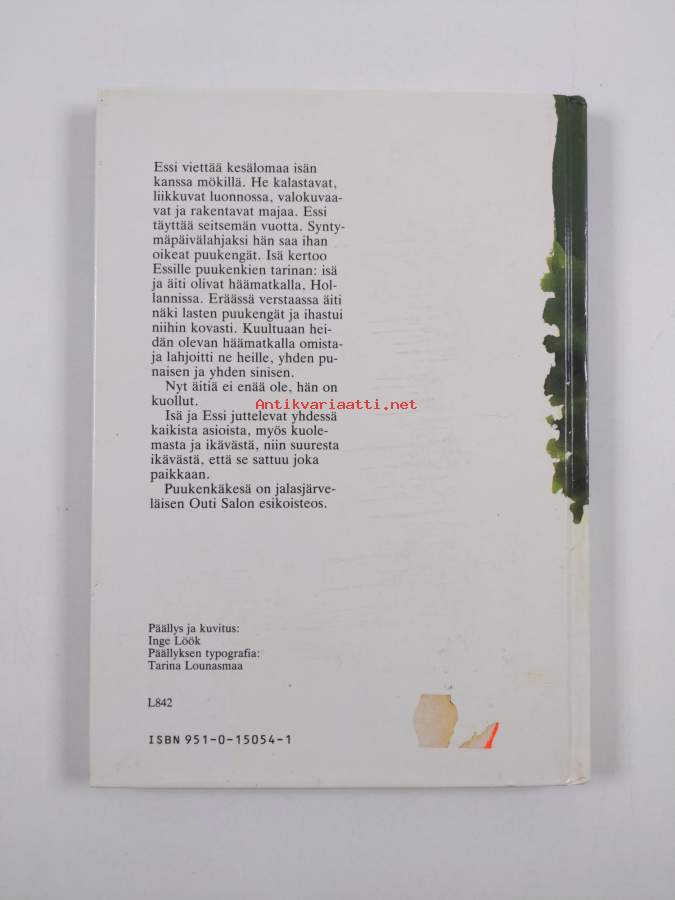 Essi viettää kesälomaa isän
kanssa mökillä. He kalastavat,
liikkuvat luonnossa, valokuvaa-
vat ja rakentavat majaa. Essi
täyttää seitsemän vuotta. Synty-
mäpäivälahjaksi hän saa ihan
oikeat puukengät. Isä kertoo
Essille puukenkien tarinan: isä
ja äiti olivat häämatkalla, Hol-
lannissa. Eräässä verstaassa äiti
näki lasten puukengät ja ihastui
niihin kovasti. Kuultuaan hei-
dän olevan häämatkalla omista-
ja lahjoitti ne heille, yhden pu-
naisen ja yhden sinisen.
Nyt äitiä ei enää ole, hän on
kuollut.
Antikvariaatti.net
Isä ja Essi juttelevat yhdessä
kaikista asioista, myös kuole-
masta ja ikävästä, niin suuresta
ikävästä, että se sattuu joka
paikkaan.
Puukenkäkesä on jalasjärve-
läisen Outi Salon esikoisteos.
Päällys ja kuvitus:
Inge Löök
Päällyksen typografia:
Tarina Lounasmaa
L842
ISBN 951-0-15054-1